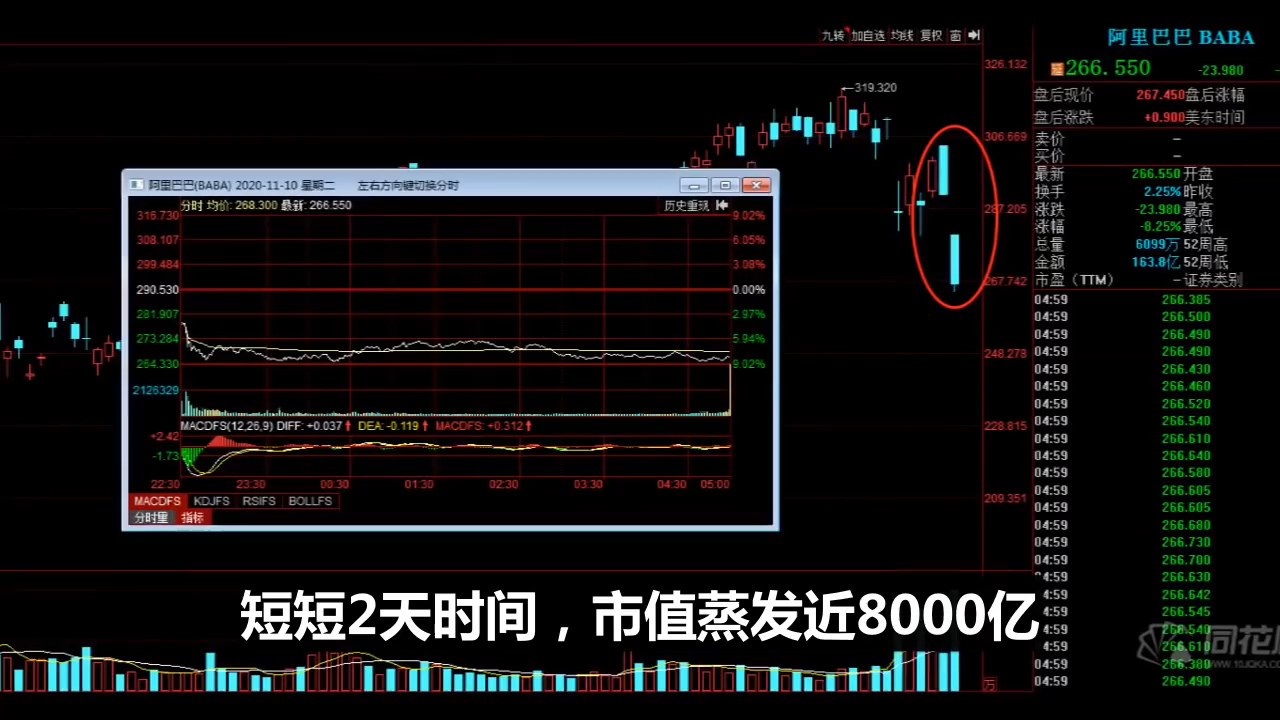 九转 加自选 均线 复权 窗
阿里巴巴 BABA
266.550 -23.980
盘后现价 267.450 盘后涨幅
盘后涨跌 +0.900 美东时间
卖价 —
买价 —
最新 266.550 开盘
换手 2.25% 昨收
涨跌 -23.980 最高
涨幅 -8.25% 最低
总量 6099万 52周高
金额 163.8亿 52周低
市盈(TTM) — 证券类别
326.132
319.320
306.669
287.205
267.742
248.278
228.815
209.351
万
阿里巴巴(BABA) 2020-11-10 星期二 左右方向键切换分时
分时 均价: 268.300 最新: 266.550 历史重现
316.730 9.02%
308.107 6.05%
299.484 3.08%
290.530 0.00%
281.907 2.97%
273.284 5.94%
264.330 9.02%
2126329
MACDFS(12,26,9) DIFF: +0.037 DEA: -0.119 MACDFS: +0.312
+2.42
-1.73
22:30 23:30 00:30 01:30 02:30 03:30 04:30 05:00
MACDFS KDJFS RSIFS BOLLFS
分时量 指标
04:59 266.385
04:59 266.500
04:59 266.490
04:59 266.490
04:59 266.430
04:59 266.460
04:59 266.520
04:59 266.540
04:59 266.610
04:59 266.640
04:59 266.580
04:59 266.605
04:59 266.605
04:59 266.680
04:59 266.730
04:59 266.700
04:59 266.630
04:59 266.642
04:59 266.545
04:59 266.540
04:59 266.610
04:59 266.380
04:59 266.490
短短2天时间，市值蒸发近8000亿
同花
WWW.10JQKA.CO